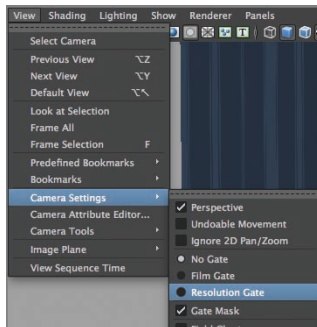 View Shading Lighting Show Renderer Panels
Select Camera
Previous View ⌥Z
Next View ⌥Y
Default View ⌥↖
Look at Selection
Frame All
Frame Selection F
Predefined Bookmarks
Bookmarks
Camera Settings
Camera Attribute Editor...
Camera Tools
Image Plane
View Sequence Time
Perspective
Undoable Movement
Ignore 2D Pan/Zoom
No Gate
Film Gate
Resolution Gate
Gate Mask